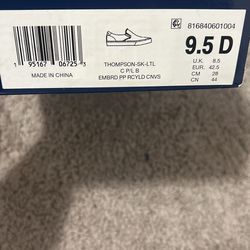 816840601004
9.5 D
U.K. 8.5
EUR. 42.5
CM 28
CN 44
1 95167 06725 3
MADE IN CHINA
THOMPSON-SK-LTL
C P/L B
EMBRD PP RCYLD CNVS